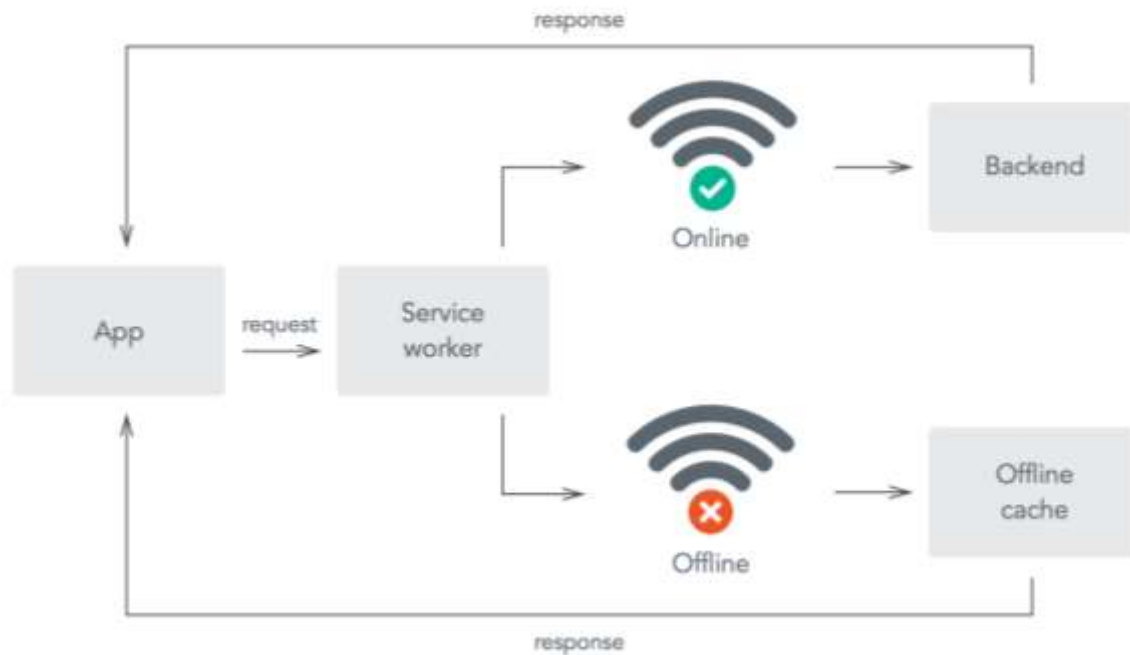 response
Backend
Online
App
request
Service
worker
Offline
cache
Offline
response